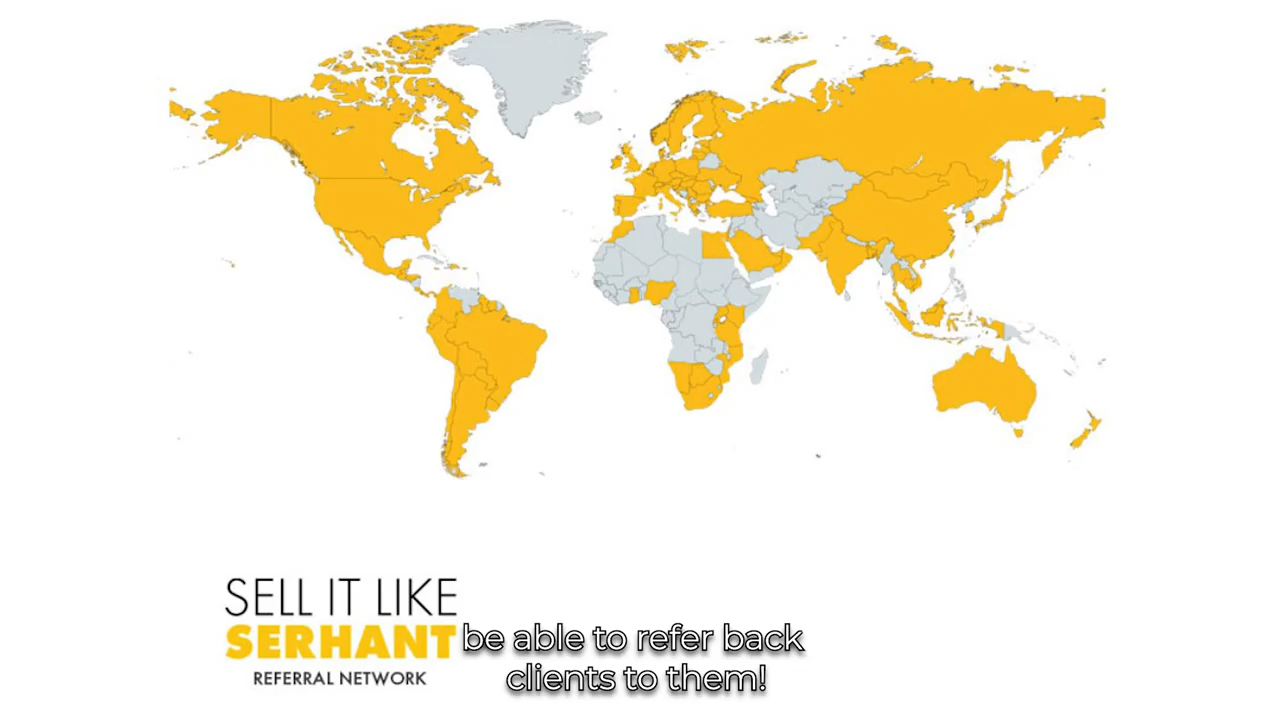 SELL IT LIKE
SERHANT
REFERRAL NETWORK
be able to refer back
clients to them!